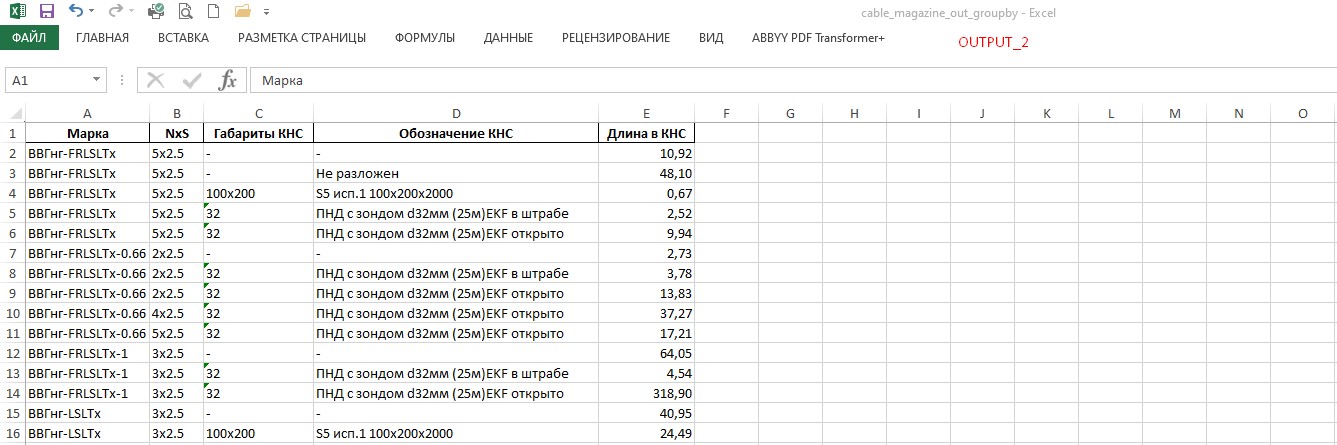 cable_magazine_out_groupby - Excel
ФАЙЛ ГЛАВНАЯ ВСТАВКА РАЗМЕТКА СТРАНИЦЫ ФОРМУЛЫ ДАННЫЕ РЕЦЕНЗИРОВАНИЕ ВИД ABBYY PDF Transformer+ OUTPUT_2
A1 fx Марка
A B C D E F G H I J K L M N O
1 Марка NxS Габариты КНС Обозначение КНС Длина в КНС
2 ВВГнг-FRLSLTx 5x2.5 - - 10,92
3 ВВГнг-FRLSLTx 5x2.5 - Не разложен 48,10
4 ВВГнг-FRLSLTx 5x2.5 100x200 S5 исп.1 100x200x2000 0,67
5 ВВГнг-FRLSLTx 5x2.5 32 ПНД с зондом d32мм (25м)EKF в штрабе 2,52
6 ВВГнг-FRLSLTx 5x2.5 32 ПНД с зондом d32мм (25м)EKF открыто 9,94
7 ВВГнг-FRLSLTx-0.66 2x2.5 - - 2,73
8 ВВГнг-FRLSLTx-0.66 2x2.5 32 ПНД с зондом d32мм (25м)EKF в штрабе 3,78
9 ВВГнг-FRLSLTx-0.66 2x2.5 32 ПНД с зондом d32мм (25м)EKF открыто 13,83
10 ВВГнг-FRLSLTx-0.66 4x2.5 32 ПНД с зондом d32мм (25м)EKF открыто 37,27
11 ВВГнг-FRLSLTx-0.66 5x2.5 32 ПНД с зондом d32мм (25м)EKF открыто 17,21
12 ВВГнг-FRLSLTx-1 3x2.5 - - 64,05
13 ВВГнг-FRLSLTx-1 3x2.5 32 ПНД с зондом d32мм (25м)EKF в штрабе 4,54
14 ВВГнг-FRLSLTx-1 3x2.5 32 ПНД с зондом d32мм (25м)EKF открыто 318,90
15 ВВГнг-LSLTx 3x2.5 - - 40,95
16 ВВГнг-LSLTx 3x2.5 100x200 S5 исп.1 100x200x2000 24,49